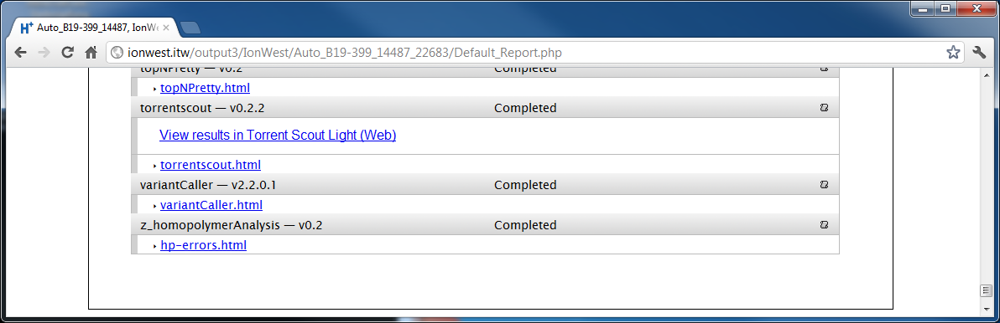 Auto_B19-399_14487, IonWe
ionwest.itw/output3/IonWest/Auto_B19-399_14487_22683/Default_Report.php
topNPretty — v0.2 Completed
topNPretty.html
torrentscout — v0.2.2 Completed
View results in Torrent Scout Light (Web)
torrentscout.html
variantCaller — v2.2.0.1 Completed
variantCaller.html
z_homopolymerAnalysis — v0.2 Completed
hp-errors.html